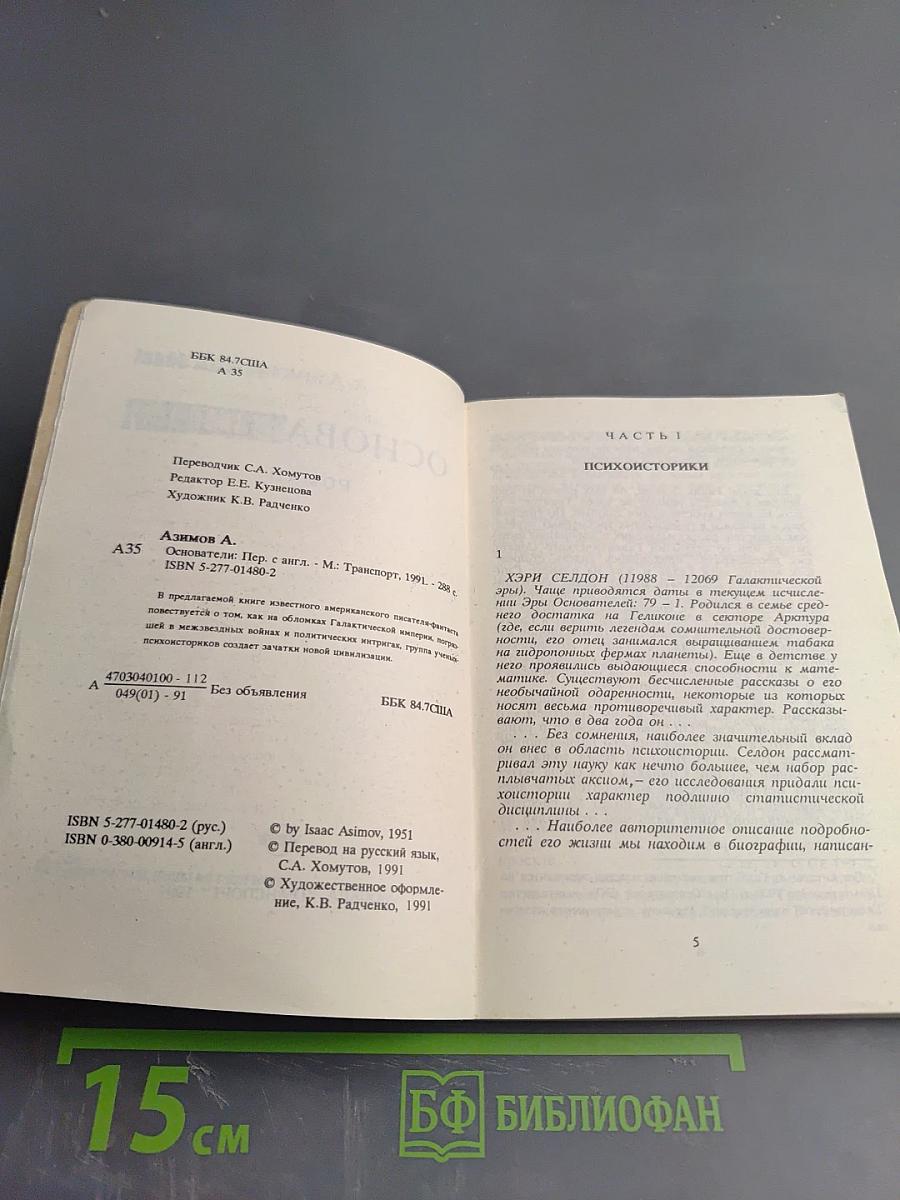 ББК 84.7США
А 35
Переводчик С.А. Хомутов
Редактор Е.Е. Кузнецова
Художник К.В. Радченко
Азимов А.
А35 Основатели: Пер. с англ. - М.: Транспорт, 1991. - 288 с.
ISBN 5-277-01480-2
В предлагаемой книге известного американского писателя-фантаста
повествуется о том, как на обломках Галактической империи, погряз-
шей в межзвездных войнах и политических интригах, группа ученых-
психоисториков создает зачатки новой цивилизации.
А 4703040100 - 112
049(01) - 91 Без объявления
ББК 84.7США
ISBN 5-277-01480-2 (рус.)
ISBN 0-380-00914-5 (англ.)
© by Isaac Asimov, 1951
© Перевод на русский язык,
С.А. Хомутов, 1991
© Художественное оформле-
ние, К.В. Радченко, 1991
ЧАСТЬ I
ПСИХОИСТОРИКИ
1
ХЭРИ СЕЛДОН (11988 – 12069 Галактической
эры). Чаще приводятся даты в текущем исчисле-
нии Эры Основателей: 79 – 1. Родился в семье сред-
него достатка на Геликоне в секторе Арктура
(где, если верить легендам сомнительной достовер-
ности, его отец занимался выращиванием табака
на гидропонных фермах планеты). Еще в детстве у
него проявились выдающиеся способности к мате-
матике. Существуют бесчисленные рассказы о его
необычайной одаренности, некоторые из которых
носят весьма противоречивый характер. Рассказы-
вают, что в два года он . . .
. . . Без сомнения, наиболее значительный вклад
он внес в область психоистории. Селдон рассмат-
ривал эту науку как нечто большее, чем набор рас-
плывчатых аксиом, – его исследования придали пси-
хоистории характер подлинно статистической
дисциплины . . .
. . . Наиболее авторитетное описание подробно-
стей его жизни мы находим в биографии, написан-
5
15 см
БФ БИБЛИОФАН